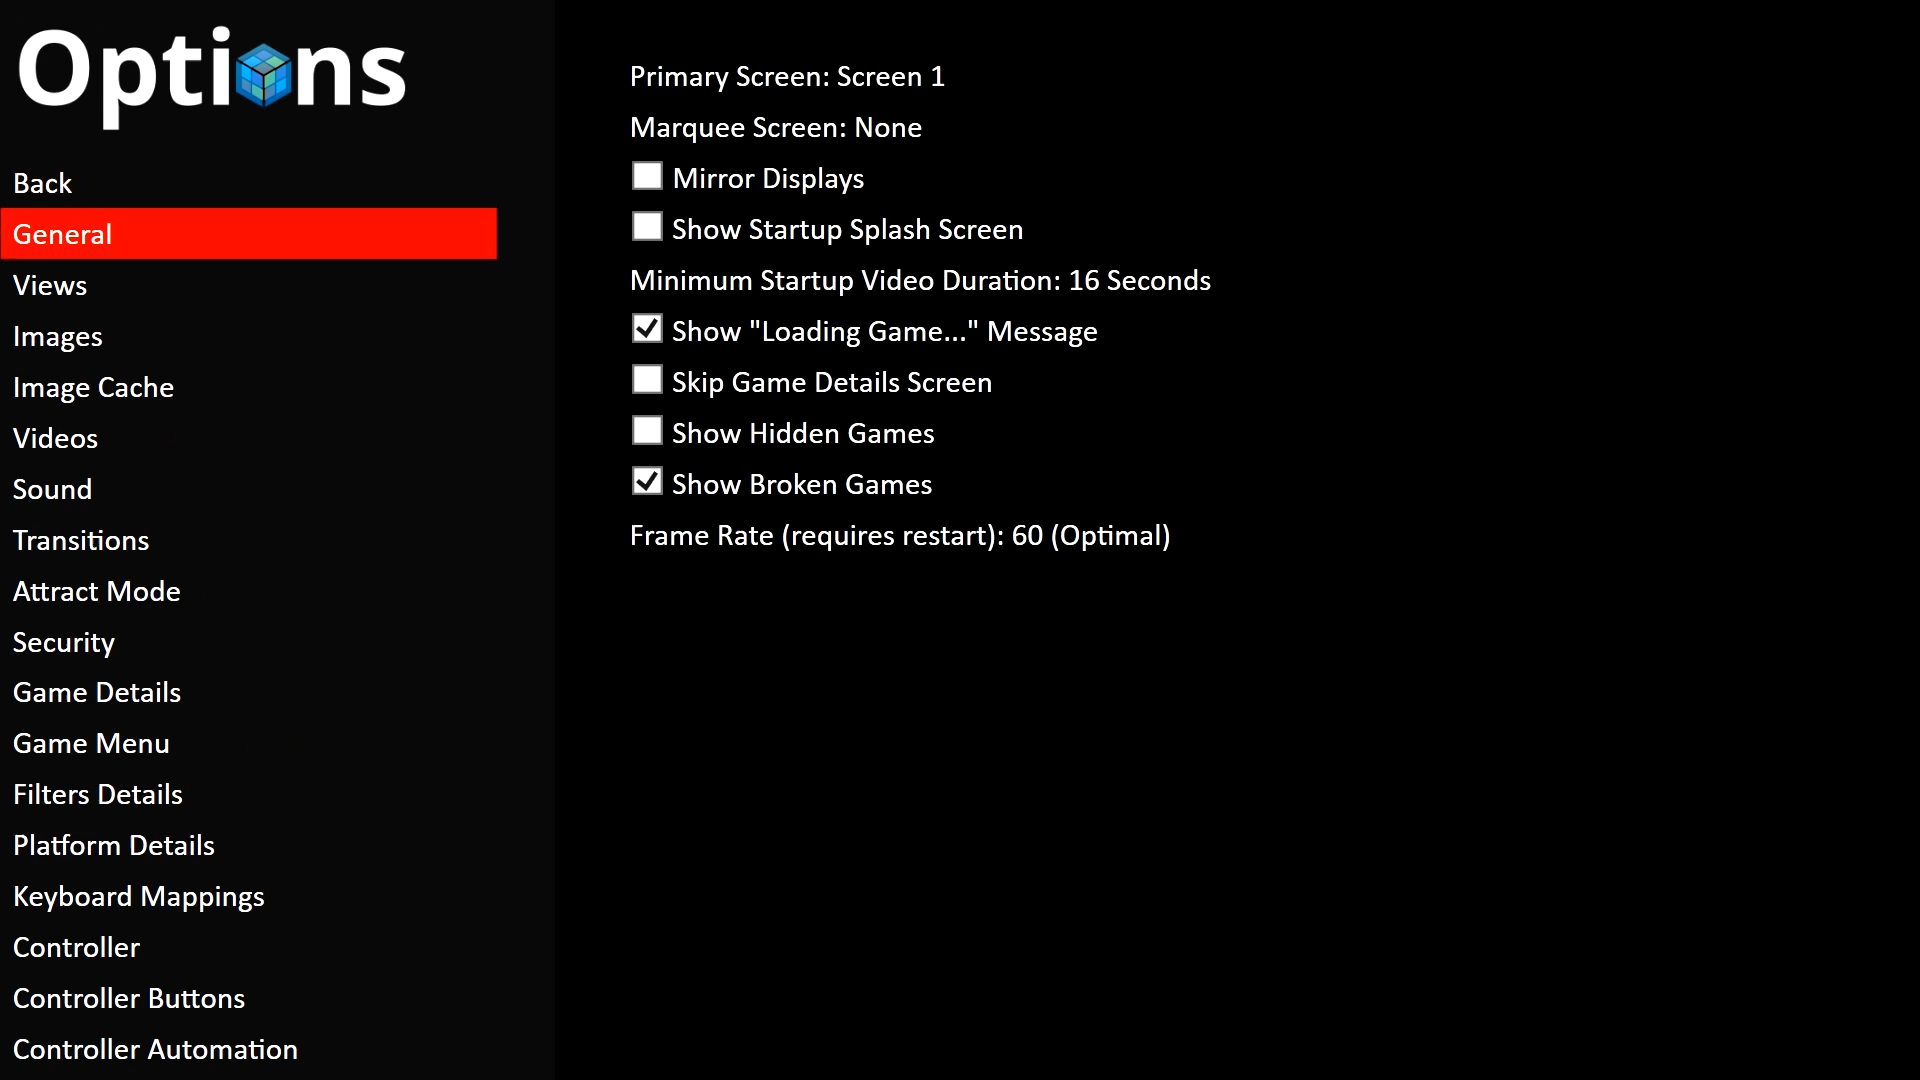 Options
Back
General
Views
Images
Image Cache
Videos
Sound
Transitions
Attract Mode
Security
Game Details
Game Menu
Filters Details
Platform Details
Keyboard Mappings
Controller
Controller Buttons
Controller Automation
Primary Screen: Screen 1
Marquee Screen: None
Mirror Displays
Show Startup Splash Screen
Minimum Startup Video Duration: 16 Seconds
Show "Loading Game..." Message
Skip Game Details Screen
Show Hidden Games
Show Broken Games
Frame Rate (requires restart): 60 (Optimal)